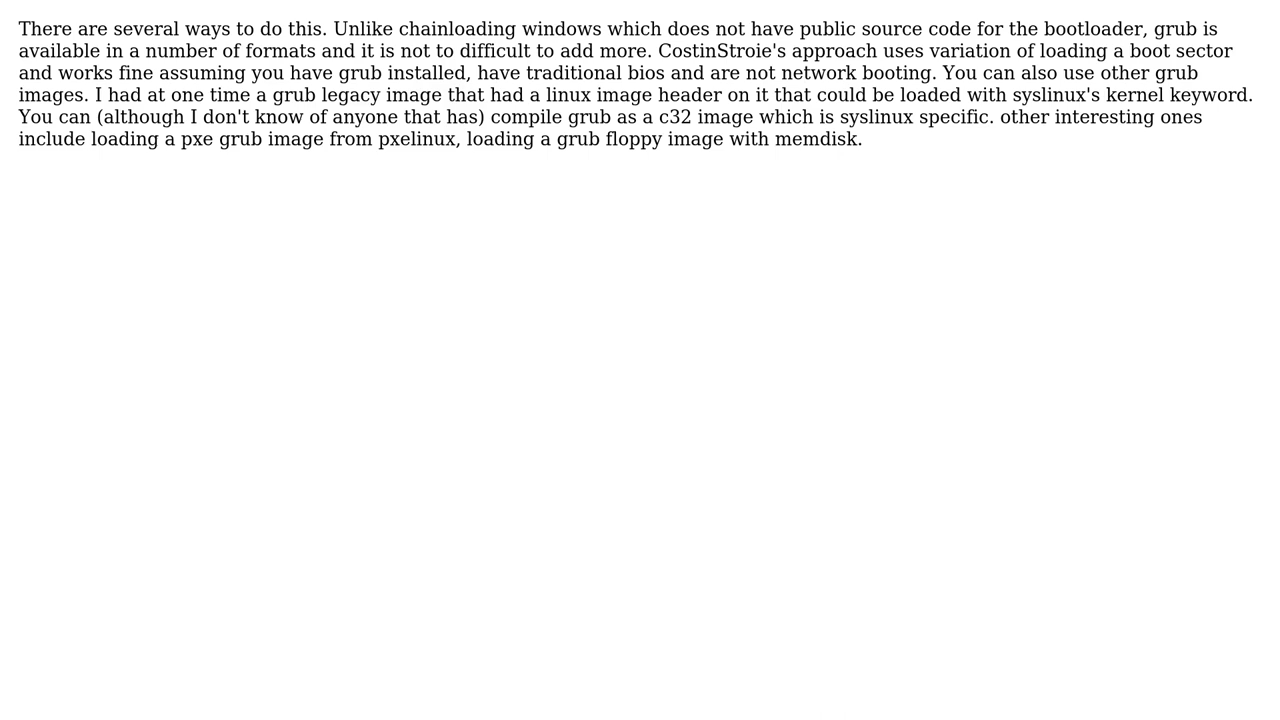 There are several ways to do this. Unlike chainloading windows which does not have public source code for the bootloader, grub is
available in a number of formats and it is not to difficult to add more. CostinStroie's approach uses variation of loading a boot sector
and works fine assuming you have grub installed, have traditional bios and are not network booting. You can also use other grub
images. I had at one time a grub legacy image that had a linux image header on it that could be loaded with syslinux's kernel keyword.
You can (although I don't know of anyone that has) compile grub as a c32 image which is syslinux specific. other interesting ones
include loading a pxe grub image from pxelinux, loading a grub floppy image with memdisk.